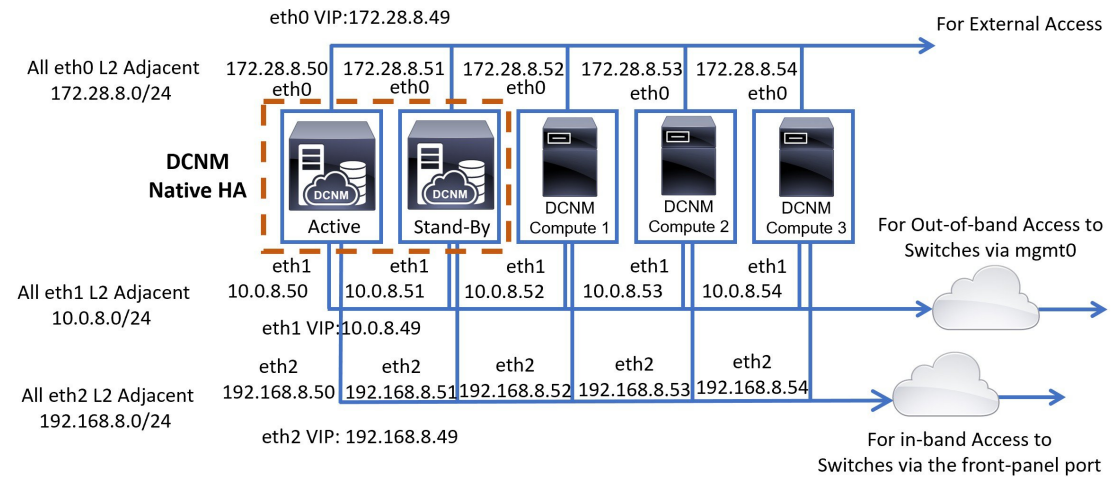 eth0 VIP:172.28.8.49
For External Access
All eth0 L2 Adjacent
172.28.8.0/24
172.28.8.50
eth0
172.28.8.51
eth0
172.28.8.52
eth0
172.28.8.53
eth0
172.28.8.54
eth0
DCNM
Native HA
DCNM
Active
DCNM
Stand-By
DCNM
Compute 1
DCNM
Compute 2
DCNM
Compute 3
For Out-of-band Access to
Switches via mgmt0
All eth1 L2 Adjacent
10.0.8.0/24
eth1
10.0.8.50
eth1
10.0.8.51
eth1
10.0.8.52
eth1
10.0.8.53
eth1
10.0.8.54
eth1 VIP:10.0.8.49
All eth2 L2 Adjacent
192.168.8.0/24
eth2
192.168.8.50
eth2
192.168.8.51
eth2
192.168.8.52
eth2
192.168.8.53
eth2
192.168.8.54
eth2 VIP: 192.168.8.49
For in-band Access to
Switches via the front-panel port